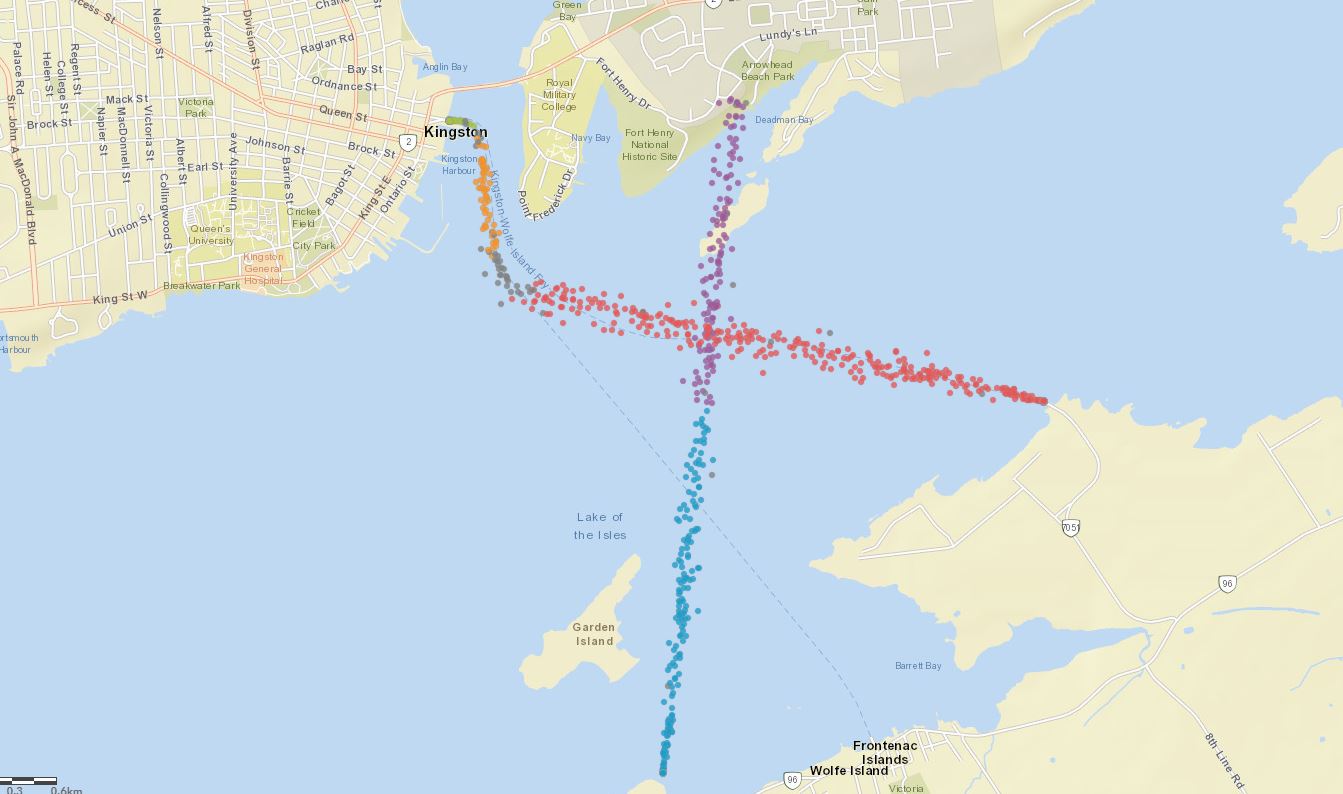 Green
Bay
Park
Lundy's Ln
Arrowhead
Beach Park
Deadman Bay
Anglin Bay
Royal
Military
College
Navy Bay
Fort Henry Dr
Fort Henry
National
Historic Site
Point
Frederick Dr
Palace Rd
Helen St
College St
Regent St
Nelson St
Alfred St
Division St
Raglan Rd
Bay St
Ordnance St
Queen St
Mack St
Brock St
Napier St
MacDonnell St
Victoria St
Victoria
Park
Albert St
Collingwood St
Earl St
University Ave
Johnson St
Brock St
Barrie St
Bagot St
King St E
Ontario St
2
Kingston
Kingston
Harbour
Kingston-Wolfe Island
Sir John A. MacDonald Blvd
Union St
Queen's
University
Cricket
Field
City Park
Kingston
General
Hospital
Breakwater Park
King St W
Harbour
Lake of
the Isles
Garden
Island
7051
96
Barrett Bay
8th Line Rd
Frontenac
Islands
96
Wolfe Island
Victoria
0.3
0.6km